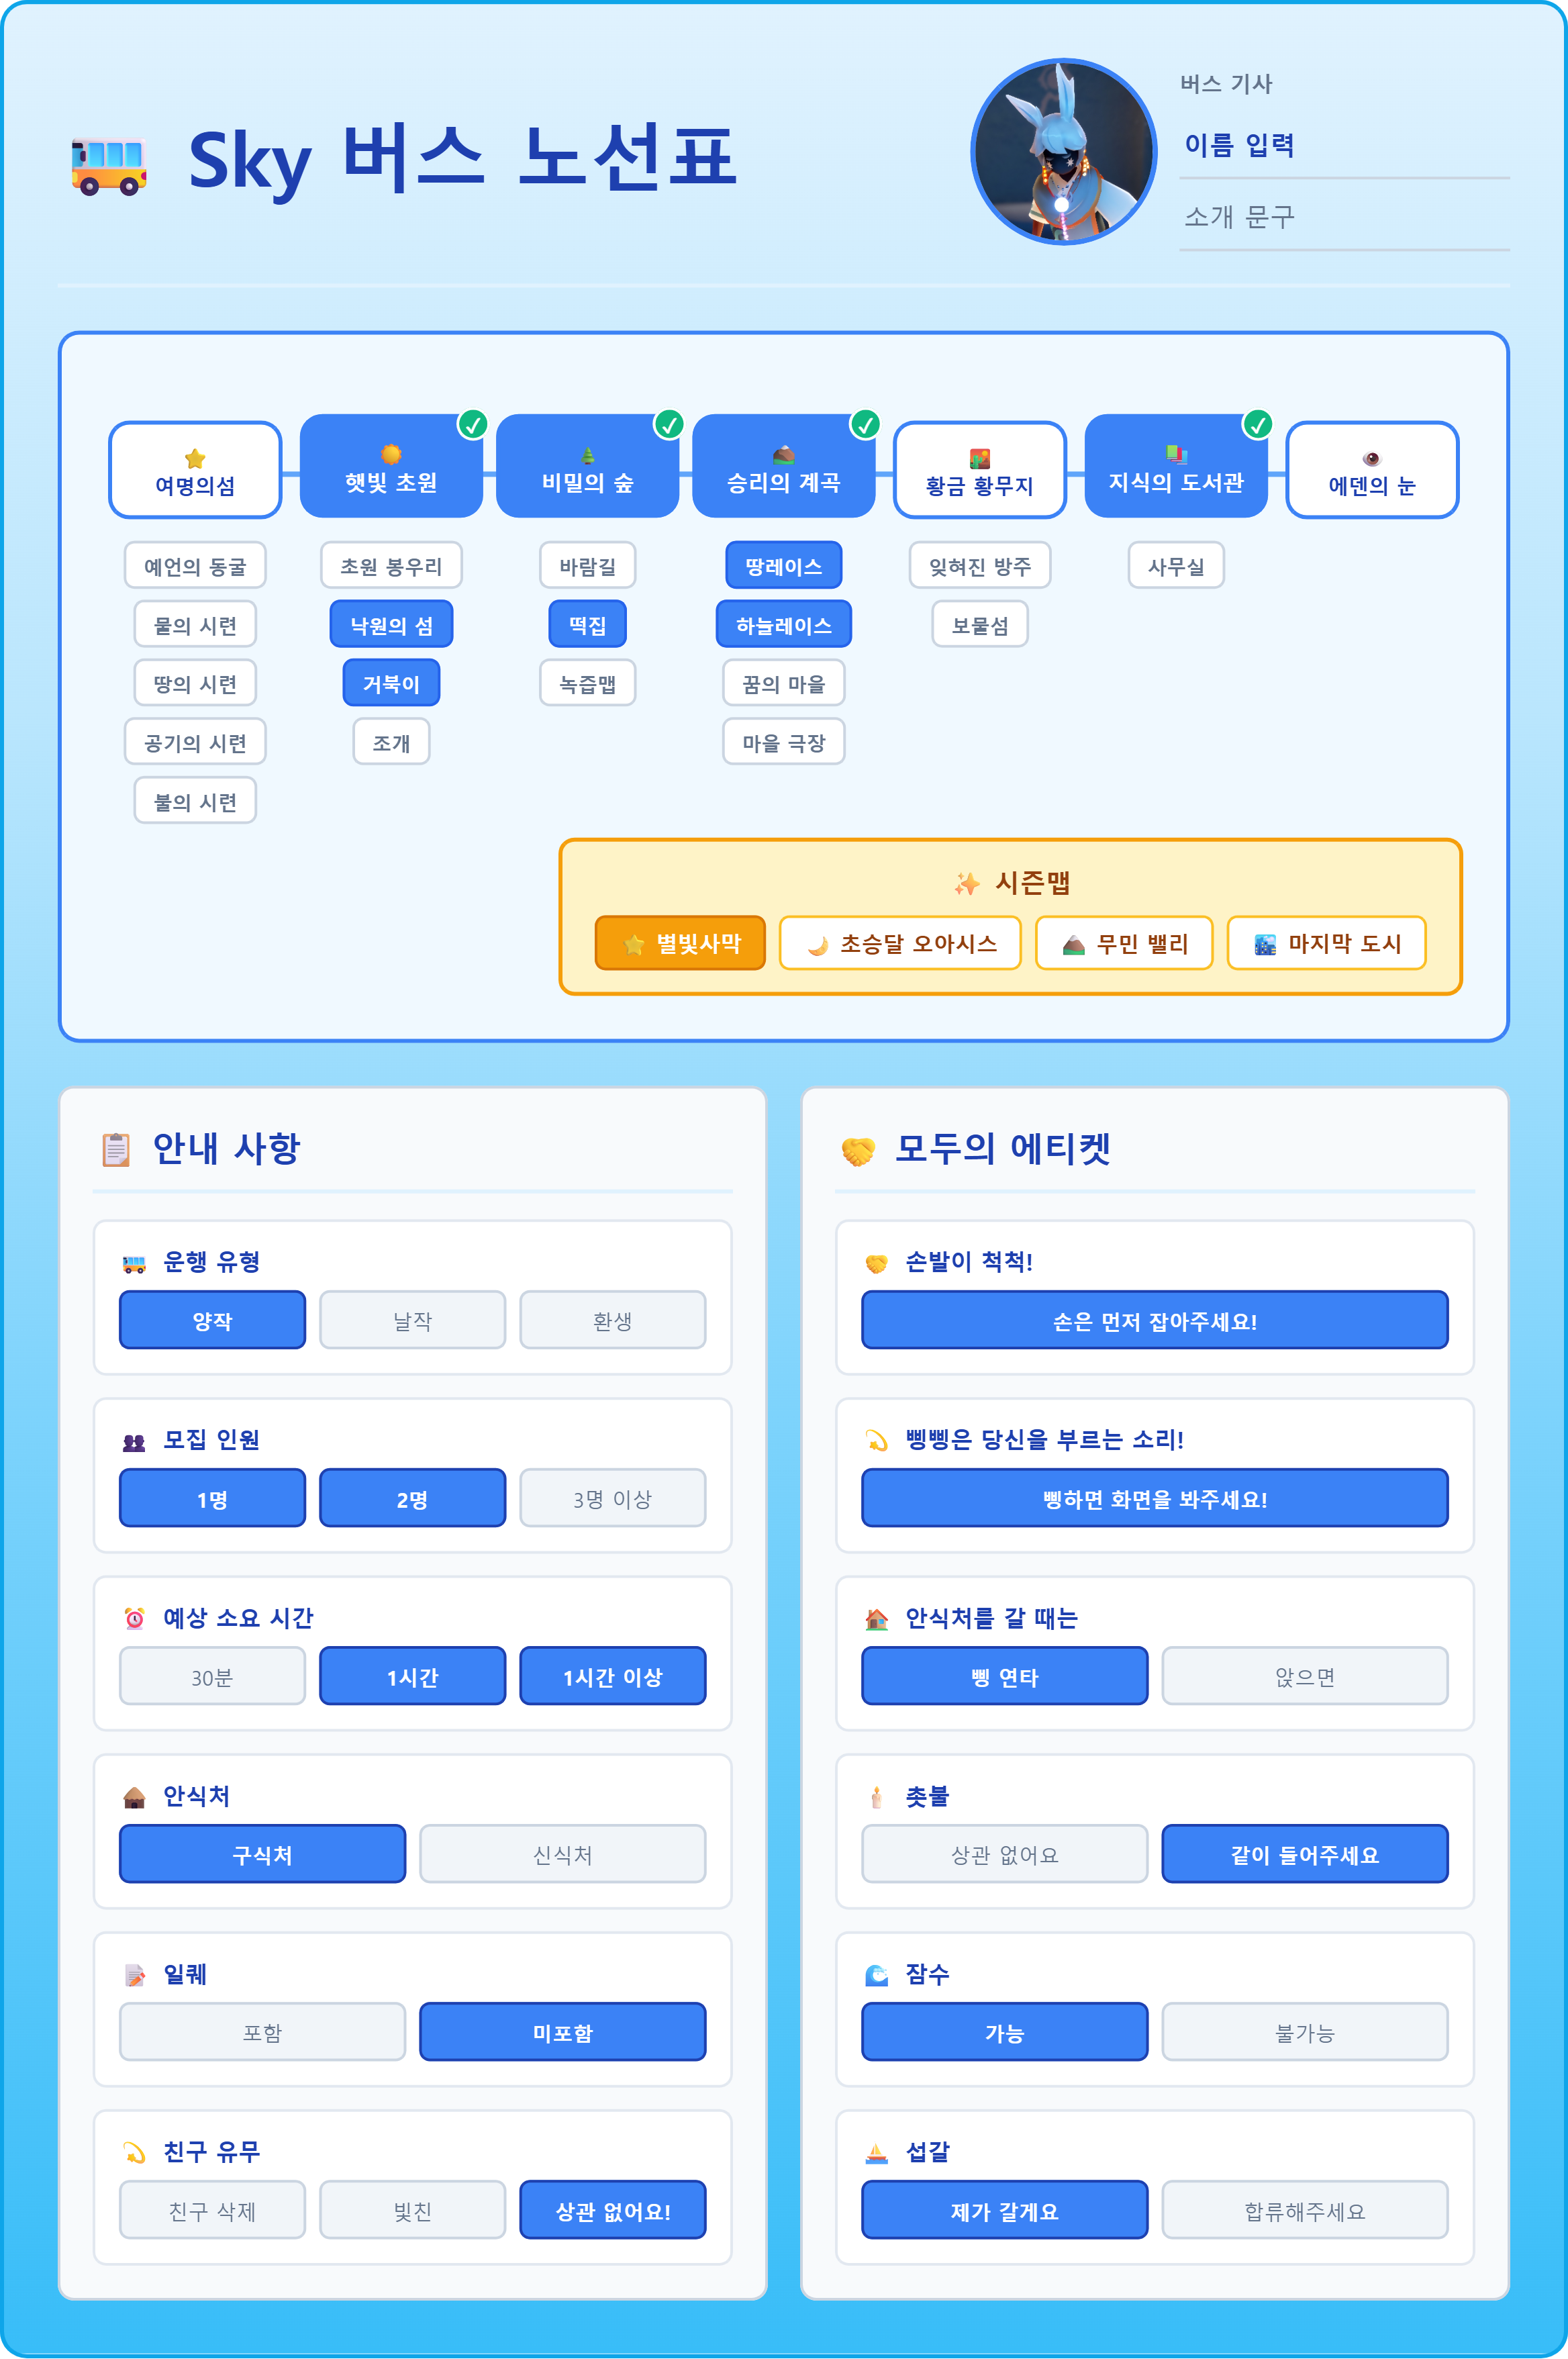 Sky 버스 노선표
버스 기사
이름 입력
소개 문구
여명의섬
햇빛 초원
비밀의 숲
승리의 계곡
황금 황무지
지식의 도서관
에덴의 눈
예언의 동굴
물의 시련
땅의 시련
공기의 시련
불의 시련
초원 봉우리
낙원의 섬
거북이
조개
바람길
떡집
녹즙맵
땅레이스
하늘레이스
꿈의 마을
마을 극장
잊혀진 방주
보물섬
사무실
시즌맵
별빛사막
초승달 오아시스
무민 밸리
마지막 도시
안내 사항
운행 유형
양작
날작
환생
모집 인원
1명
2명
3명 이상
예상 소요 시간
30분
1시간
1시간 이상
안식처
구식처
신식처
일퀘
포함
미포함
친구 유무
친구 삭제
빛친
상관 없어요!
모두의 에티켓
손발이 척척!
손은 먼저 잡아주세요!
삥삥은 당신을 부르는 소리!
삥하면 화면을 봐주세요!
안식처를 갈 때는
삥 연타
앉으면
촛불
상관 없어요
같이 들어주세요
잠수
가능
불가능
섭갈
제가 갈게요
합류해주세요